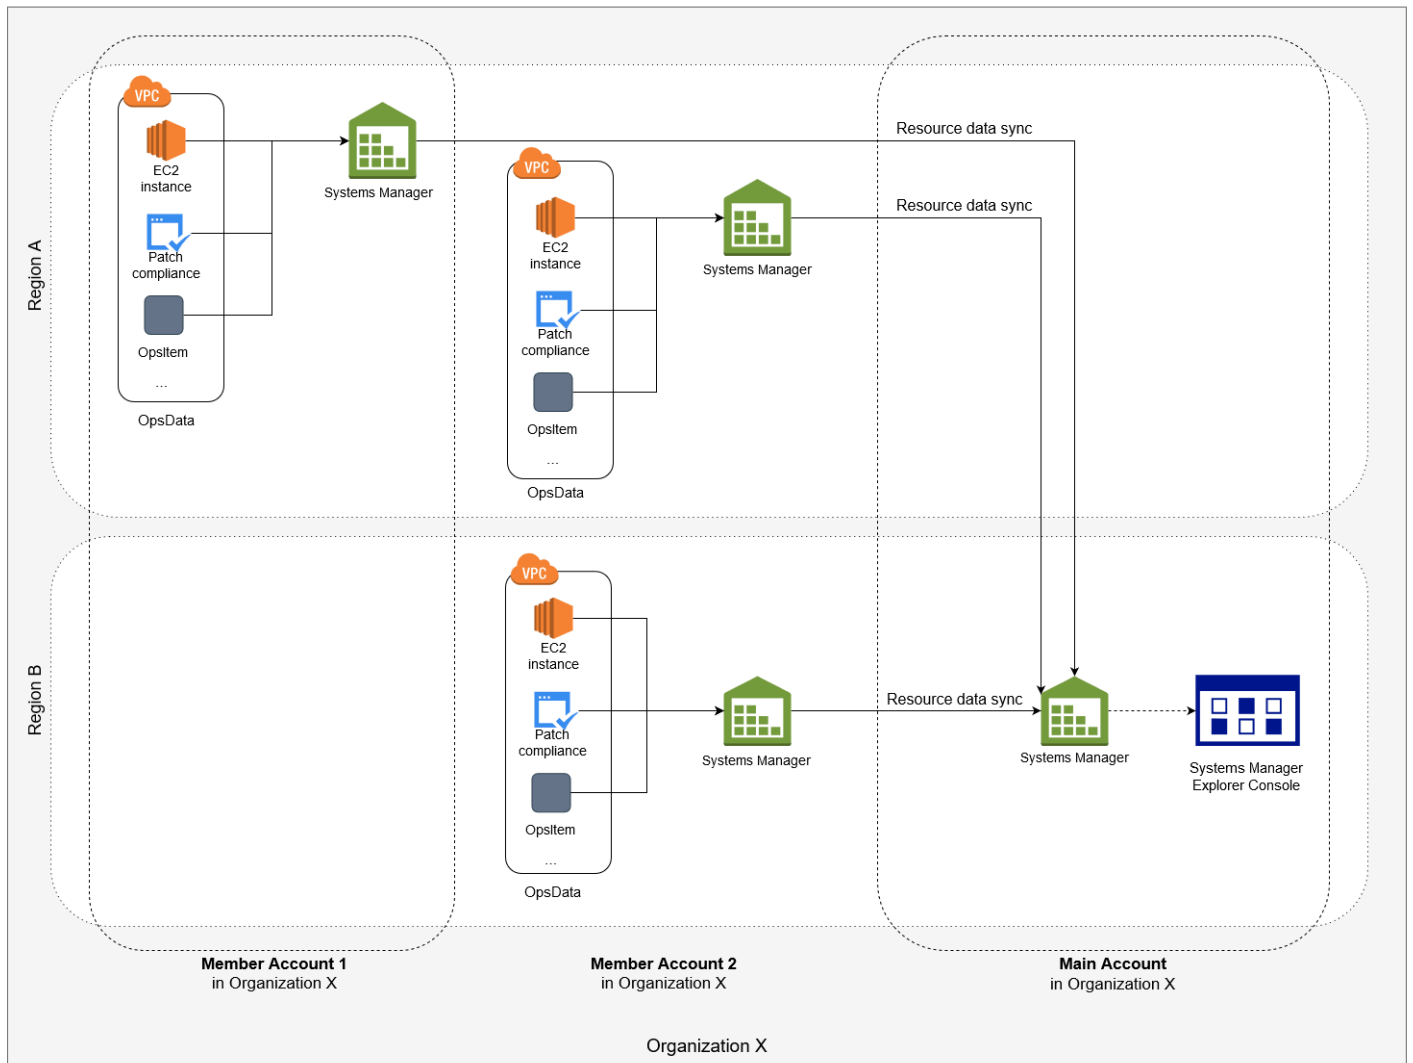 Region A
VPC
EC2
instance
Patch
compliance
OpsItem
...
OpsData
Systems Manager
Resource data sync
VPC
EC2
instance
Patch
compliance
OpsItem
...
OpsData
Systems Manager
Resource data sync
Region B
VPC
EC2
instance
Patch
compliance
OpsItem
...
OpsData
Systems Manager
Resource data sync
Systems Manager
Systems Manager
Explorer Console
Member Account 1
in Organization X
Member Account 2
in Organization X
Main Account
in Organization X
Organization X